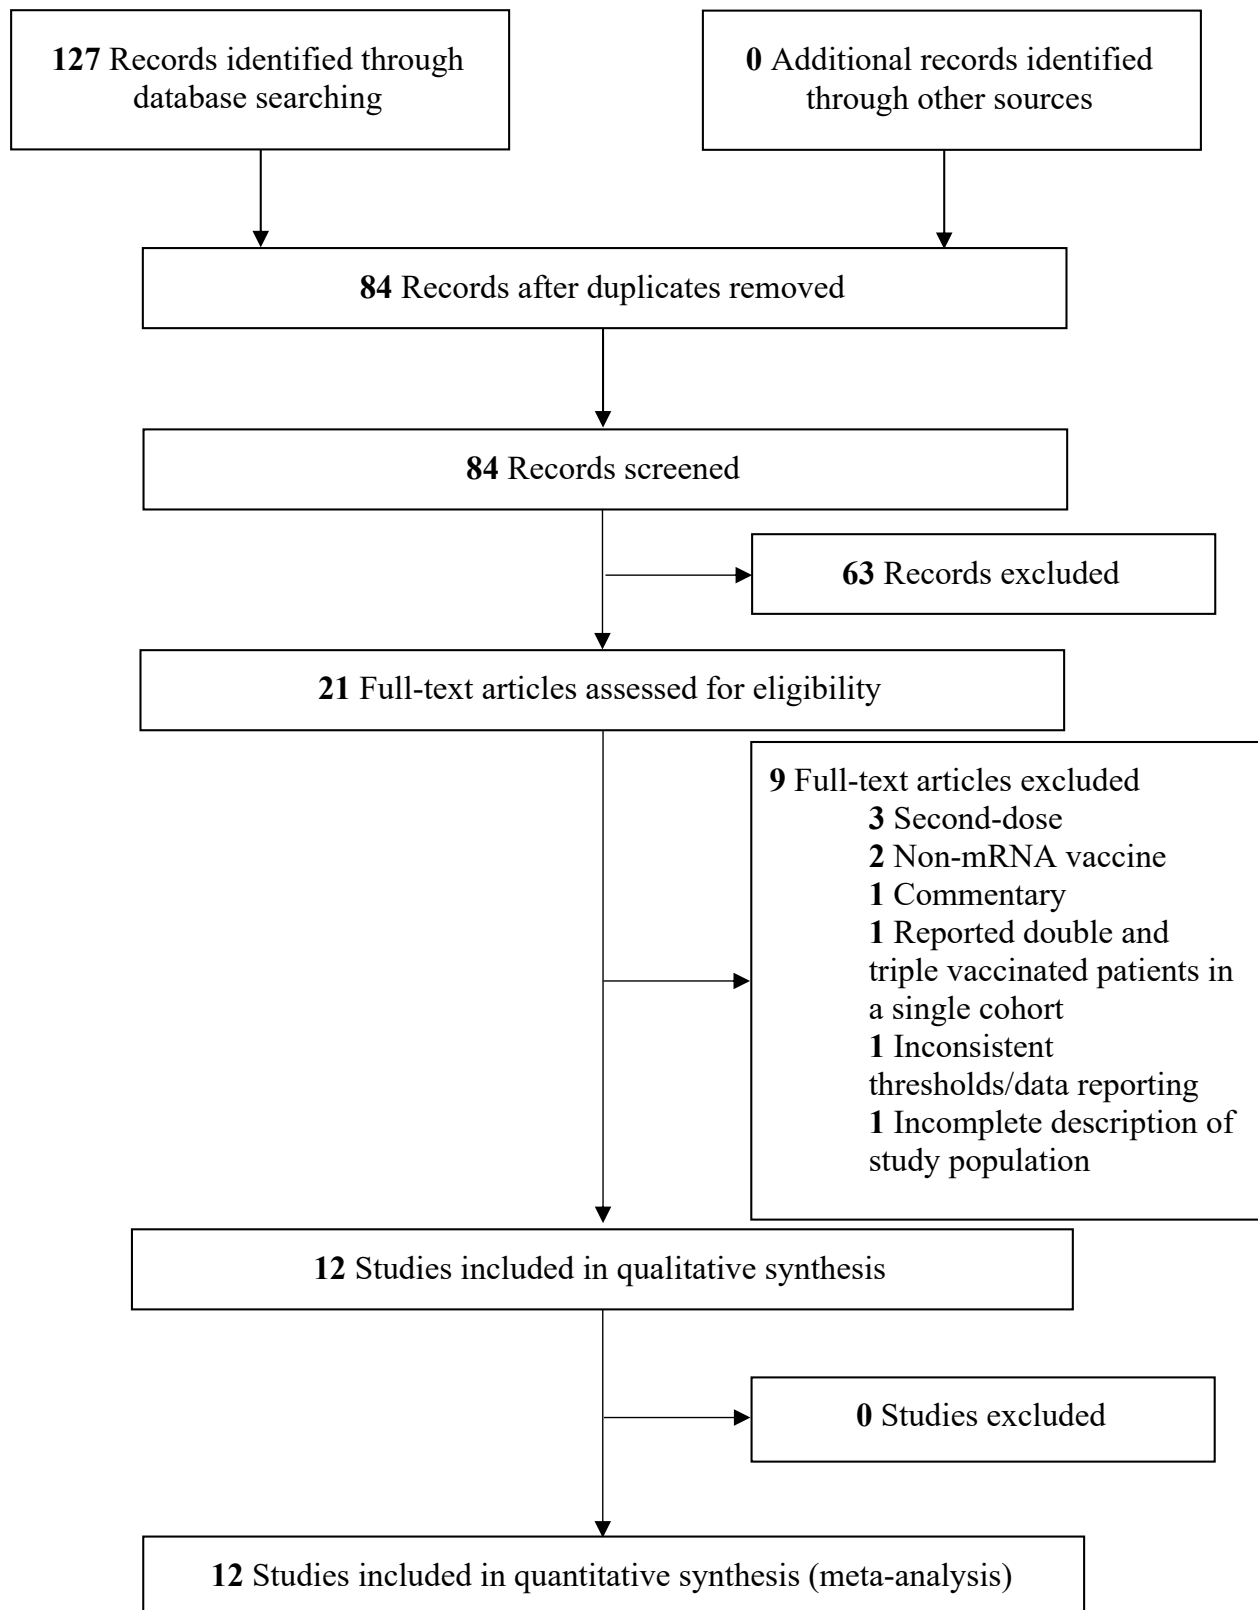 127 Records identified through
database searching
0 Additional records identified
through other sources
84 Records after duplicates removed
84 Records screened
63 Records excluded
21 Full-text articles assessed for eligibility
9 Full-text articles excluded
3 Second-dose
2 Non-mRNA vaccine
1 Commentary
1 Reported double and
triple vaccinated patients in
a single cohort
1 Inconsistent
thresholds/data reporting
1 Incomplete description of
study population
12 Studies included in qualitative synthesis
0 Studies excluded
12 Studies included in quantitative synthesis (meta-analysis)